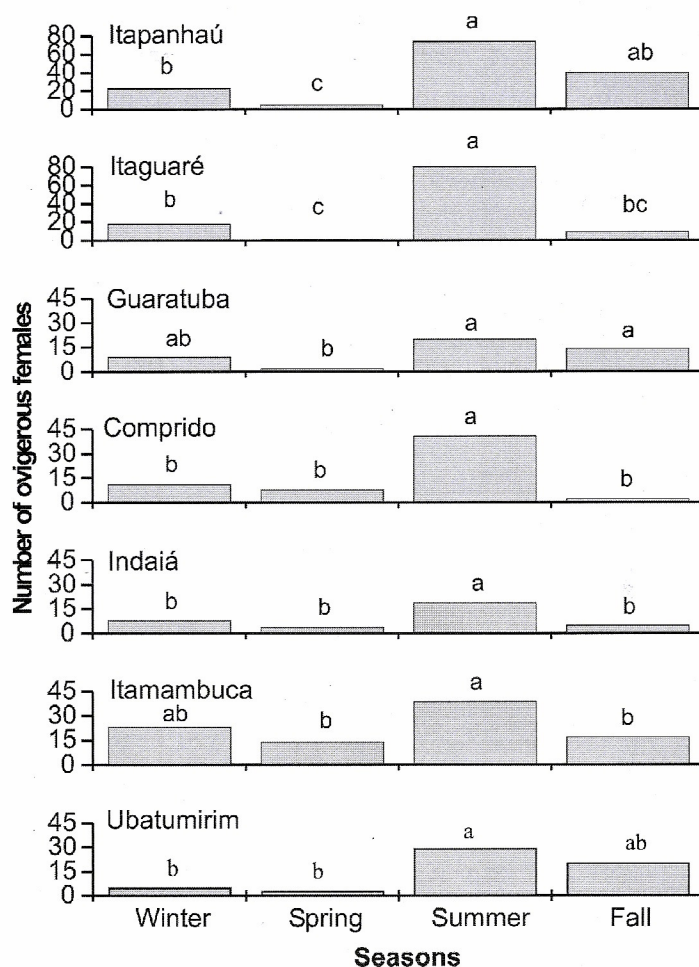 Number of ovigerous females
Itapanhaú
80
60
40
20
0
b
c
a
ab
Itaguaré
80
60
40
20
0
b
c
a
bc
Guaratuba
45
30
15
0
ab
b
a
a
Comprido
45
30
15
0
b
b
a
b
Indaiá
45
30
15
0
b
b
a
b
Itamambuca
45
30
15
0
ab
b
a
b
Ubatumirim
45
30
15
0
b
b
a
ab
Winter Spring Summer Fall
Seasons